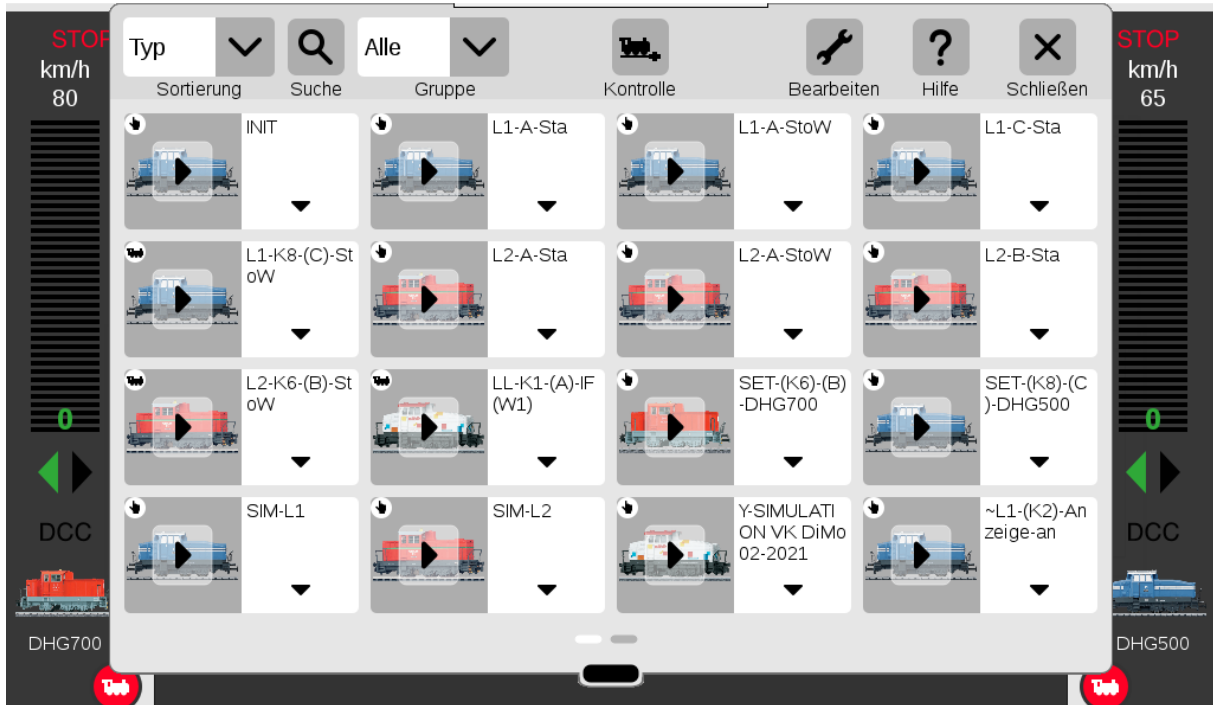 STOP
km/h
80
0
DCC
DHG700
Typ
Alle
Sortierung
Suche
Gruppe
Kontrolle
Bearbeiten
?
Hilfe
Schließen
INIT
L1-A-Sta
L1-A-StoW
L1-C-Sta
L1-K8-(C)-St
oW
L2-A-Sta
L2-A-StoW
L2-B-Sta
L2-K6-(B)-St
oW
LL-K1-(A)-IF
(W1)
SET-(K6)-(B)
-DHG700
SET-(K8)-(C
)-DHG500
SIM-L1
SIM-L2
Y-SIMULATI
ON VK DiMo
02-2021
~L1-(K2)-An
zeige-an
STOP
km/h
65
0
DCC
DHG500